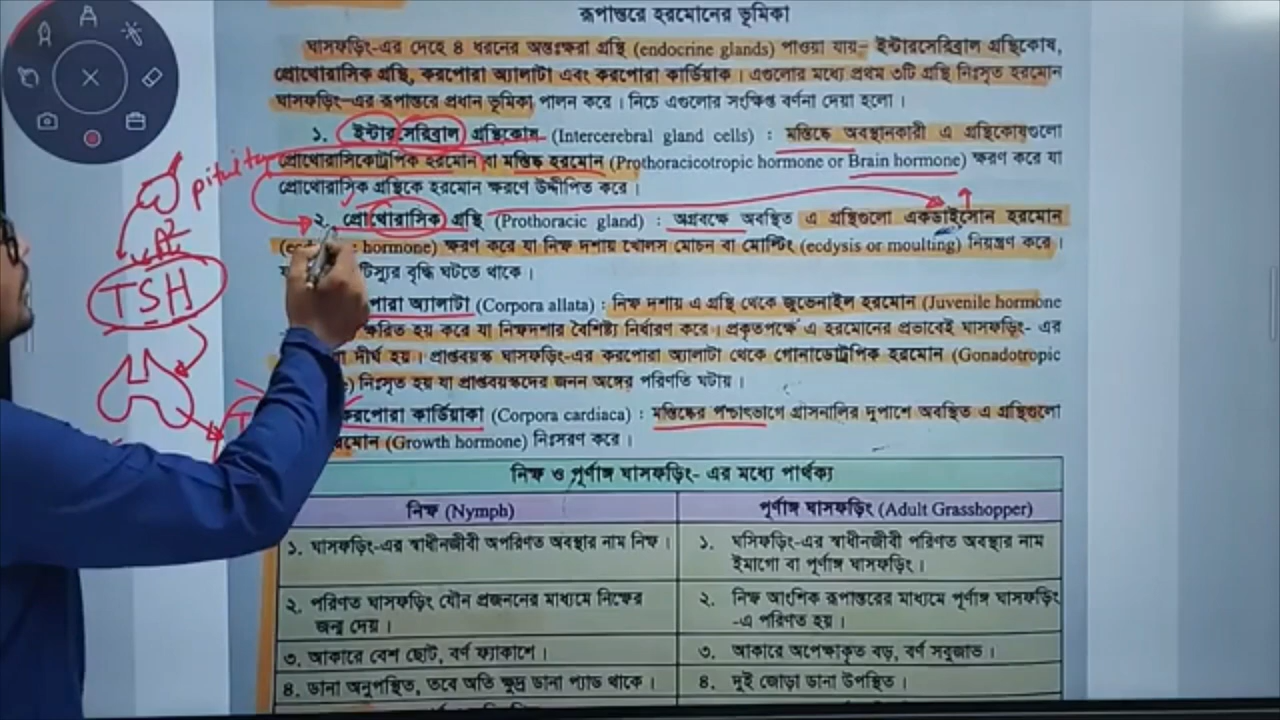 রূপান্তরে হরমোনের ভূমিকা
ঘাসফড়িং-এর দেহে ৪ ধরনের অন্তঃক্ষরা গ্রন্থি (endocrine glands) পাওয়া যায়– ইন্টারসেরিব্রাল গ্রন্থিকোষ,
প্রোথোরাসিক গ্রন্থি, করপোরা অ্যালাটা এবং করপোরা কার্ডিয়াক। এগুলোর মধ্যে প্রথম ৩টি গ্রন্থি নিঃসৃত হরমোন
ঘাসফড়িং-এর রূপান্তরে প্রধান ভূমিকা পালন করে। নিচে এগুলোর সংক্ষিপ্ত বর্ণনা দেয়া হলো।
১. ইন্টারসেরিব্রাল গ্রন্থিকোষ (Intercerebral gland cells) : মস্তিষ্কে অবস্থানকারী এ গ্রন্থিকোষগুলো
প্রোথোরাসিকোট্রপিক হরমোন বা মস্তিষ্ক হরমোন (Prothoracicotropic hormone or Brain hormone) ক্ষরণ করে যা
pituitary
প্রোথোরাসিক গ্রন্থিকে হরমোন ক্ষরণে উদ্দীপিত করে।
২. প্রোথোরাসিক গ্রন্থি (Prothoracic gland) : অগ্রবক্ষে অবস্থিত এ গ্রন্থিগুলো একডাইসোন হরমোন
hormone) ক্ষরণ করে যা নিম্ফ দশায় খোলস মোচন বা মোল্টিং (ecdysis or moulting) নিয়ন্ত্রণ করে।
টিস্যুর বৃদ্ধি ঘটতে থাকে।
TSH
পোরা অ্যালাটা (Corpora allata) : নিম্ফ দশায় এ গ্রন্থি থেকে জুভেনাইল হরমোন (Juvenile hormone
ক্ষরিত হয় করে যা নিম্ফদশার বৈশিষ্ট্য নির্ধারণ করে। প্রকৃতপক্ষে এ হরমোনের প্রভাবেই ঘাসফড়িং- এর
দীর্ঘ হয়। প্রাপ্তবয়স্ক ঘাসফড়িং-এর করপোরা অ্যালাটা থেকে গোনাডোট্রপিক হরমোন (Gonadotropic
) নিঃসৃত হয় যা প্রাপ্তবয়স্কদের জনন অঙ্গের পরিণতি ঘটায়।
করপোরা কার্ডিয়াকা (Corpora cardiaca) : মস্তিষ্কের পশ্চাৎভাগে গ্রাসনালির দুপাশে অবস্থিত এ গ্রন্থিগুলো
রমোন (Growth hormone) নিঃসরণ করে।
নিম্ফ ও পূর্ণাঙ্গ ঘাসফড়িং- এর মধ্যে পার্থক্য
নিম্ফ (Nymph)
পূর্ণাঙ্গ ঘাসফড়িং (Adult Grasshopper)
১. ঘাসফড়িং-এর স্বাধীনজীবী অপরিণত অবস্থার নাম নিম্ফ।
১. ঘসিফড়িং-এর স্বাধীনজীবী পরিণত অবস্থার নাম
ইমাগো বা পূর্ণাঙ্গ ঘাসফড়িং।
২. পরিণত ঘাসফড়িং যৌন প্রজননের মাধ্যমে নিম্ফের
জন্ম দেয়।
২. নিম্ফ আংশিক রূপান্তরের মাধ্যমে পূর্ণাঙ্গ ঘাসফড়িং
-এ পরিণত হয়।
৩. আকারে বেশ ছোট, বর্ণ ফ্যাকাশে।
৩. আকারে অপেক্ষাকৃত বড়, বর্ণ সবুজাভ।
৪. ডানা অনুপস্থিত, তবে অতি ক্ষুদ্র ডানা প্যাড থাকে।
৪. দুই জোড়া ডানা উপস্থিত।